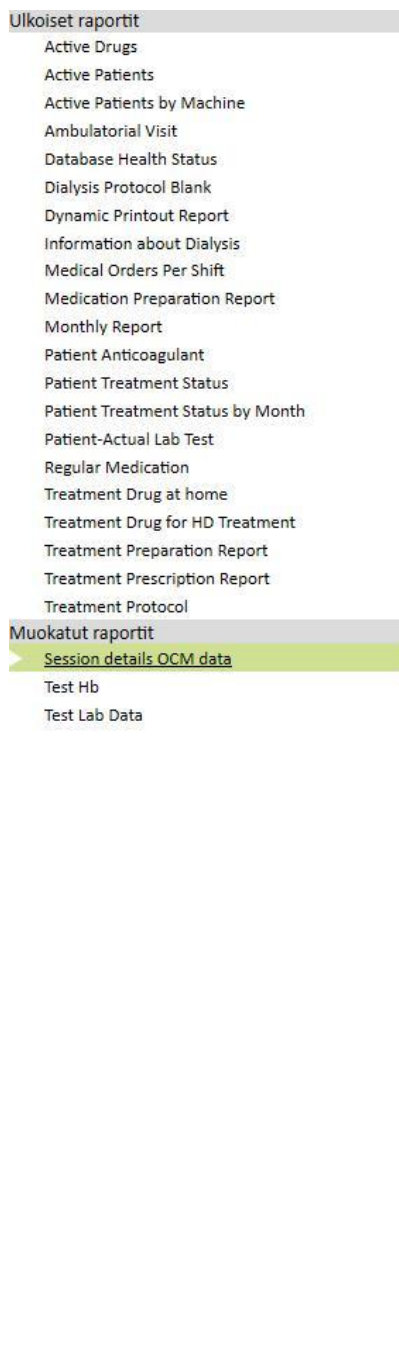 Ulkoiset raportit
Active Drugs
Active Patients
Active Patients by Machine
Ambulatorial Visit
Database Health Status
Dialysis Protocol Blank
Dynamic Printout Report
Information about Dialysis
Medical Orders Per Shift
Medication Preparation Report
Monthly Report
Patient Anticoagulant
Patient Treatment Status
Patient Treatment Status by Month
Patient-Actual Lab Test
Regular Medication
Treatment Drug at home
Treatment Drug for HD Treatment
Treatment Preparation Report
Treatment Prescription Report
Treatment Protocol
Muokatut raportit
Session details OCM data
Test Hb
Test Lab Data